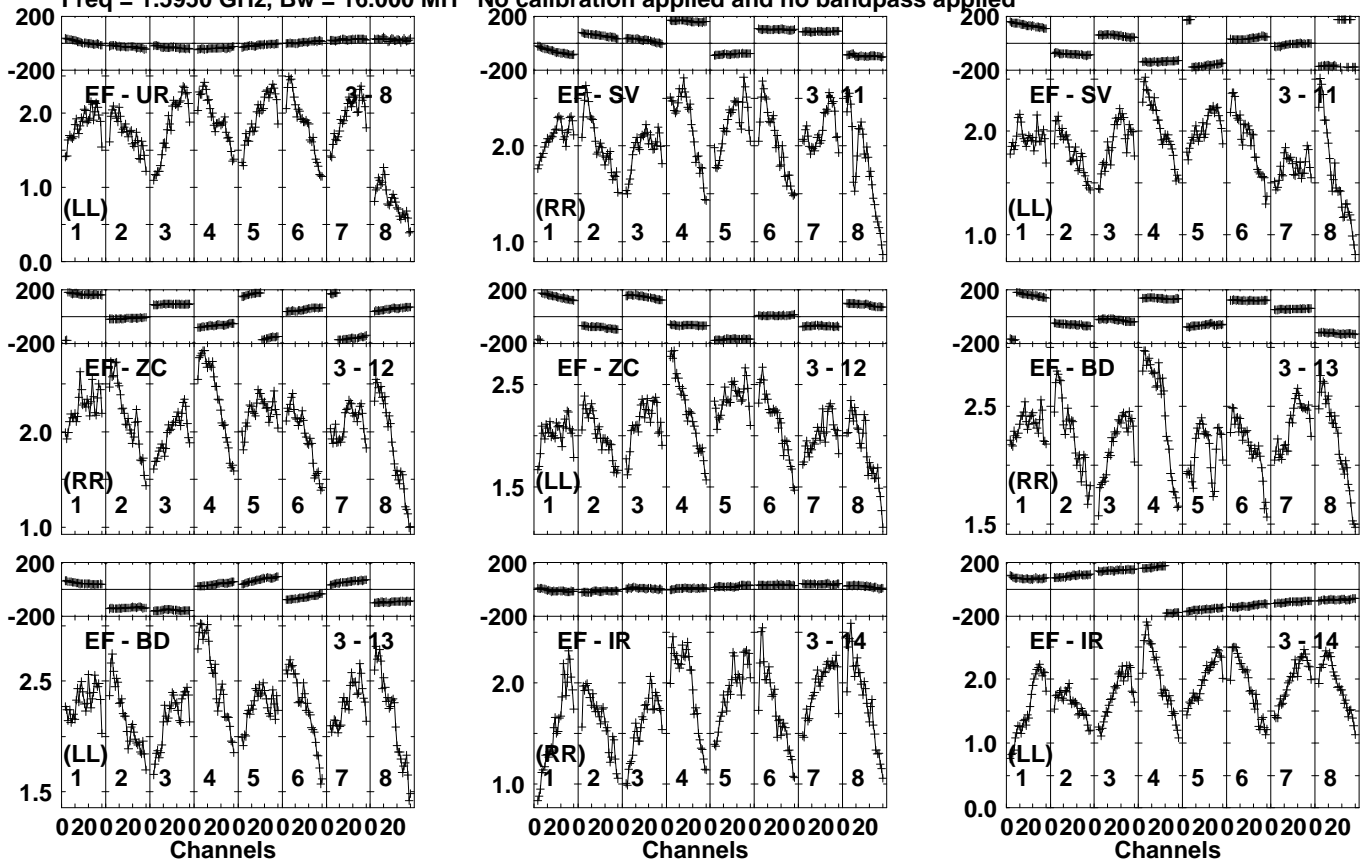 Freq = 1.5950 GHz, Bw = 16.000 MH No calibration applied and no bandpass applied
200 200 200
-200 -200 -200
EF - UR 3 - 8 EF - SV 3 - 11 EF - SV 3 - 11
2.0 2.0 2.0
1.0
(LL) (RR) (LL)
1 2 3 4 5 6 7 8 1 2 3 4 5 6 7 8 1 2 3 4 5 6 7 8
0.0 1.0 1.0
200 200 200
-200 -200 -200
EF - ZC 3 - 12 EF - ZC 3 - 12 EF - BD 3 - 13
2.0 2.5 2.5
(RR) (LL) (RR)
1 2 3 4 5 6 7 8 1 2 3 4 5 6 7 8 1 2 3 4 5 6 7 8
1.0 1.5 1.5
200 200 200
-200 -200 -200
EF - BD 3 - 13 EF - IR 3 - 14 EF - IR 3 - 14
2.5 2.0 2.0
(LL) (RR) (LL)
1 2 3 4 5 6 7 8 1 2 3 4 5 6 7 8 1 2 3 4 5 6 7 8
1.5 1.0 1.0
0.0
0 20 0 20 0 20 0 20 0 20 0 20 0 20 0 20 0 20 0 20 0 20 0 20 0 20 0 20 0 20 0 20 0 20 0 20 0 20 0 20 0 20 0 20 0 20 0 20
Channels Channels Channels